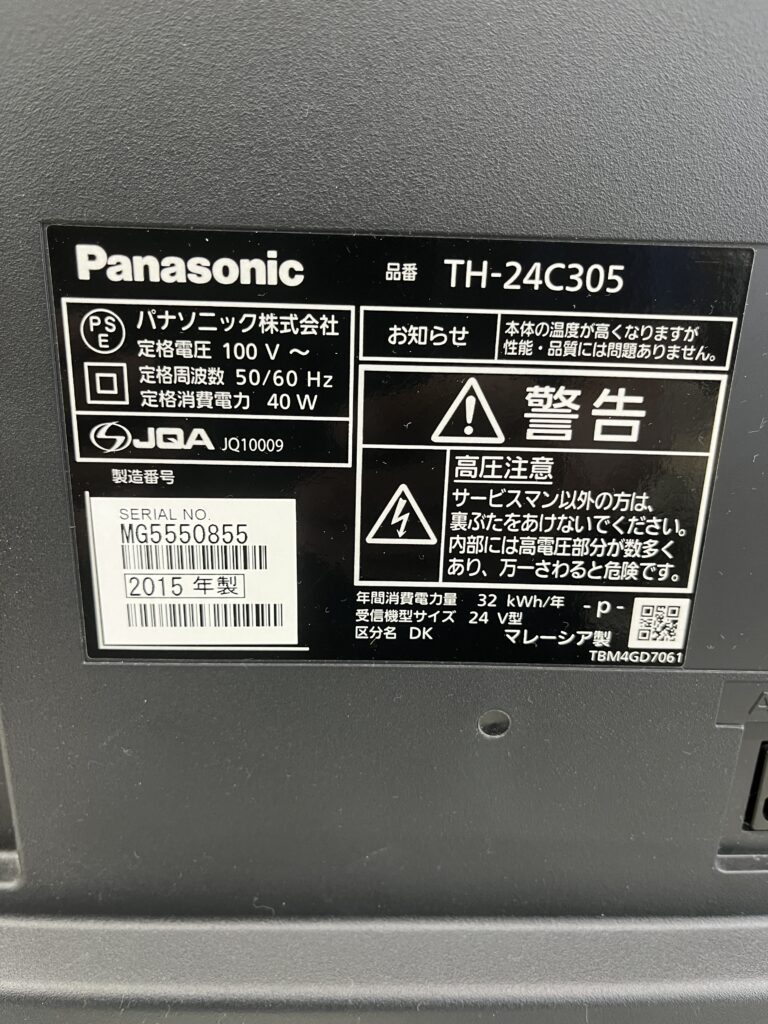 Panasonic
品番 TH-24C305
PS
E
パナソニック株式会社
定格電圧 100 V ～
定格周波数 50/60 Hz
定格消費電力 40 W
JQA JQ10009
製造番号
SERIAL NO.
MG5550855
2015 年製
お知らせ
本体の温度が高くなりますが
性能・品質には問題ありません。
警告
高圧注意
サービスマン以外の方は、
裏ぶたをあけないでください。
内部には高電圧部分が数多く
あり、万一さわると危険です。
年間消費電力量 32 kWh/年
受信機型サイズ 24 V型
区分名 DK
-p-
マレーシア製
TBM4GD7061